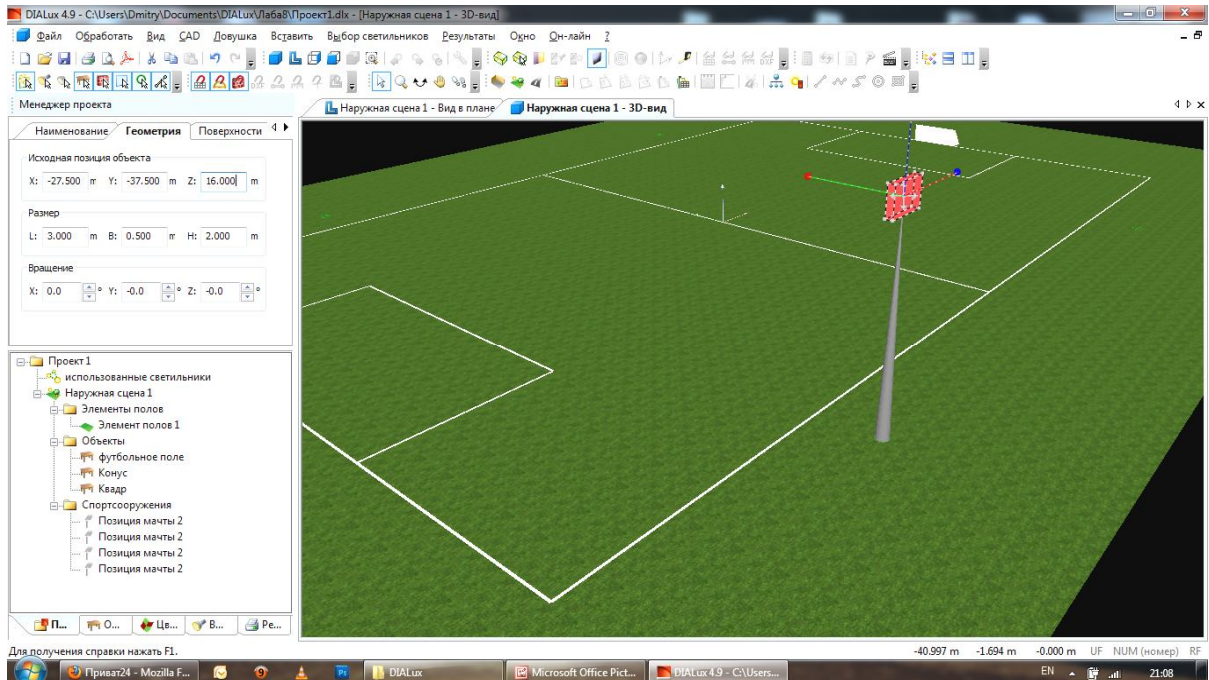 DIALux 4.9 - C:\Users\Dmitry\Documents\DIALux\Лаба8\Проект1.dlx - [Наружная сцена 1 - 3D-вид]
Файл Обработать Вид CAD Ловушка Вставить Выбор светильников Результаты Окно Он-лайн ?
Менеджер проекта
Наружная сцена 1 - Вид в плане Наружная сцена 1 - 3D-вид
Наименование Геометрия Поверхности
Исходная позиция объекта
X: -27.500 m Y: -37.500 m Z: 16.000 m
Размер
L: 3.000 m B: 0.500 m H: 2.000 m
Вращение
X: 0.0 ° Y: -0.0 ° Z: -0.0 °
Проект1
использованные светильники
Наружная сцена 1
Элементы полов
Элемент полов 1
Объекты
футбольное поле
Конус
Квадр
Спортсооружения
Позиция мачты 2
Позиция мачты 2
Позиция мачты 2
Позиция мачты 2
П... О... Цв... В... Ре...
Для получения справки нажать F1.
-40.997 m -1.694 m -0.000 m UF NUM (номер) RF
Приват24 - Mozilla F... Ps DIALux Microsoft Office Pict... DIALux 4.9 - C:\Users... EN 21:08